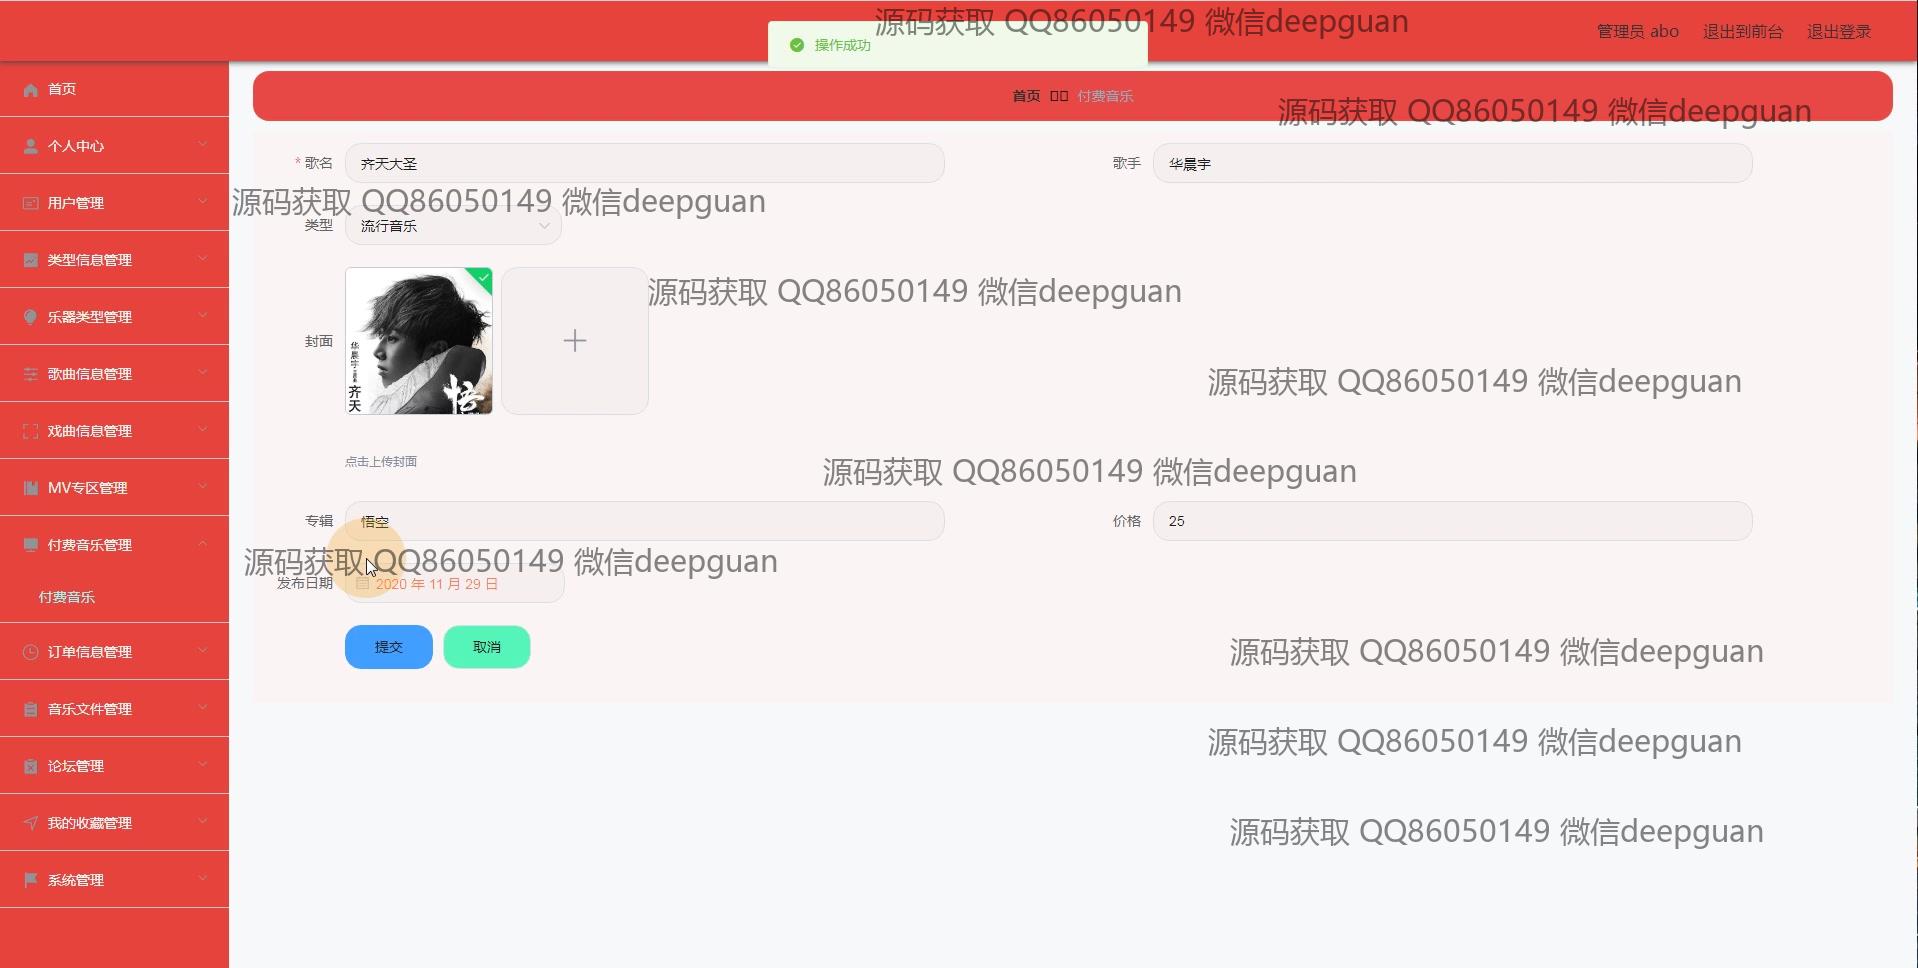 源码获取 QQ86050149 微信deepguan
操作成功
管理员 abo 退出到前台 退出登录
首页
首页 付费音乐
源码获取 QQ86050149 微信deepguan
个人中心
* 歌名 齐天大圣 歌手 华晨宇
用户管理
源码获取 QQ86050149 微信deepguan
类型 流行音乐
类型信息管理
源码获取 QQ86050149 微信deepguan
乐器类型管理
封面
华晨宇
齐天
悟
歌曲信息管理
源码获取 QQ86050149 微信deepguan
戏曲信息管理
点击上传封面
源码获取 QQ86050149 微信deepguan
MV专区管理
专辑 悟空 价格 25
付费音乐管理
源码获取 QQ86050149 微信deepguan
发布日期 2020 年 11 月 29 日
付费音乐
提交 取消
订单信息管理
源码获取 QQ86050149 微信deepguan
音乐文件管理
源码获取 QQ86050149 微信deepguan
论坛管理
我的收藏管理
源码获取 QQ86050149 微信deepguan
系统管理